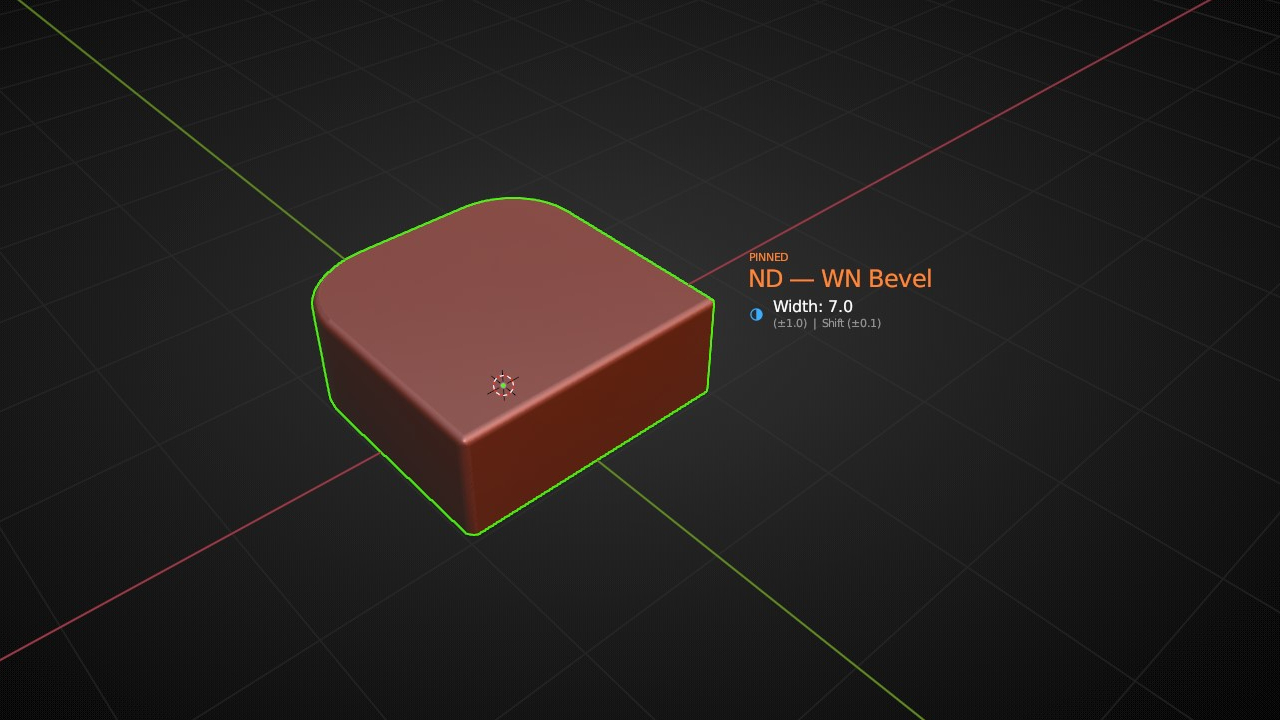 PINNED
ND — WN Bevel
Width: 7.0
(±1.0) | Shift (±0.1)